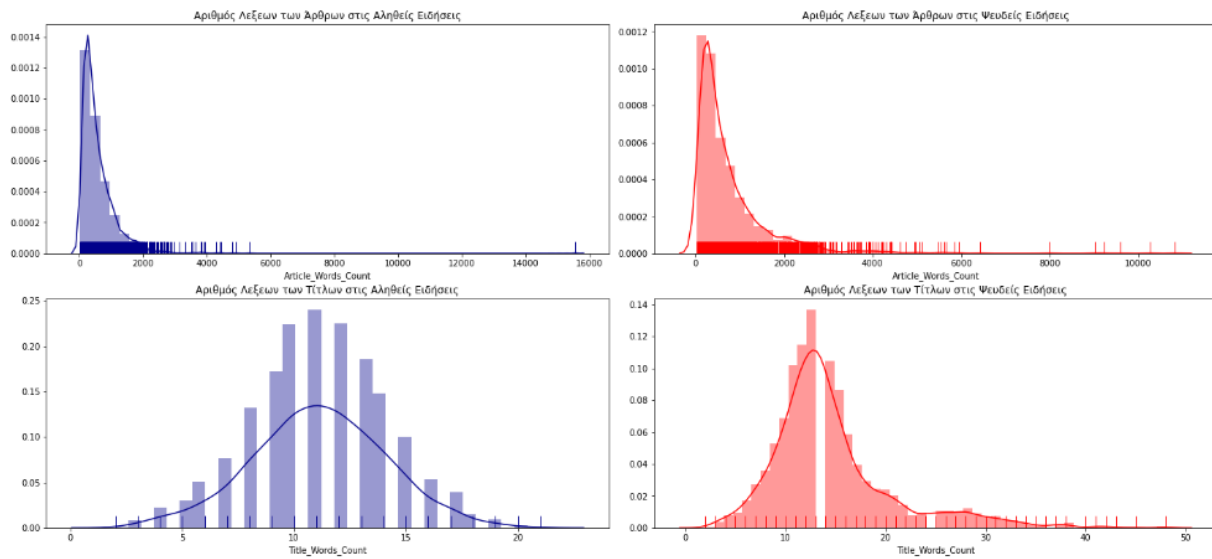 Αριθμός Λεξεων των Άρθρων στις Αληθείς Ειδήσεις
0.0014
0.0012
0.0010
0.0008
0.0006
0.0004
0.0002
0.0000
0 2000 4000 6000 8000 10000 12000 14000 16000
Article_Words_Count
Αριθμός Λεξεων των Άρθρων στις Ψευδείς Ειδήσεις
0.0012
0.0010
0.0008
0.0006
0.0004
0.0002
0.0000
0 2000 4000 6000 8000 10000
Article_Words_Count
Αριθμός Λεξεων των Τίτλων στις Αληθείς Ειδήσεις
0.25
0.20
0.15
0.10
0.05
0.00
0 5 10 15 20
Title_Words_Count
Αριθμός Λεξεων των Τίτλων στις Ψευδείς Ειδήσεις
0.14
0.12
0.10
0.08
0.06
0.04
0.02
0.00
0 10 20 30 40 50
Title_Words_Count